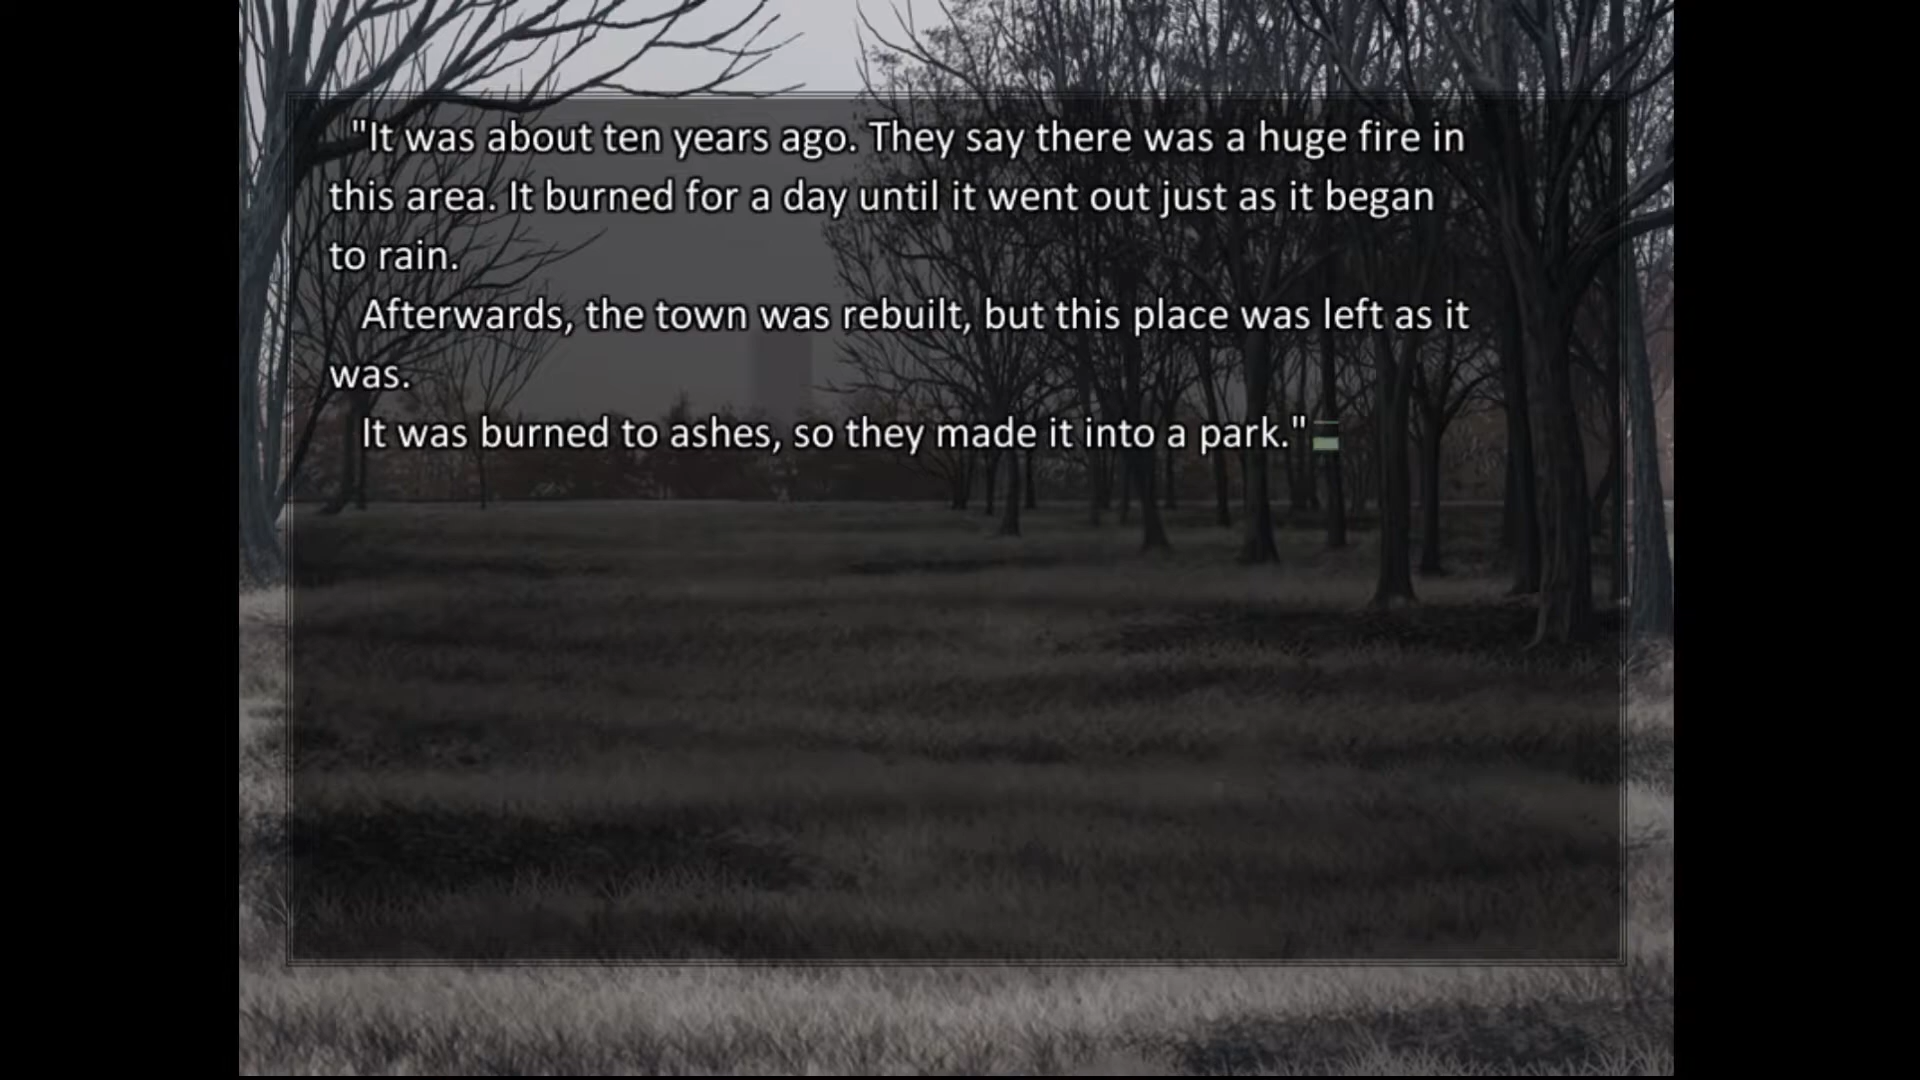 "It was about ten years ago. They say there was a huge fire in
this area. It burned for a day until it went out just as it began
to rain.
Afterwards, the town was rebuilt, but this place was left as it
was.
It was burned to ashes, so they made it into a park."